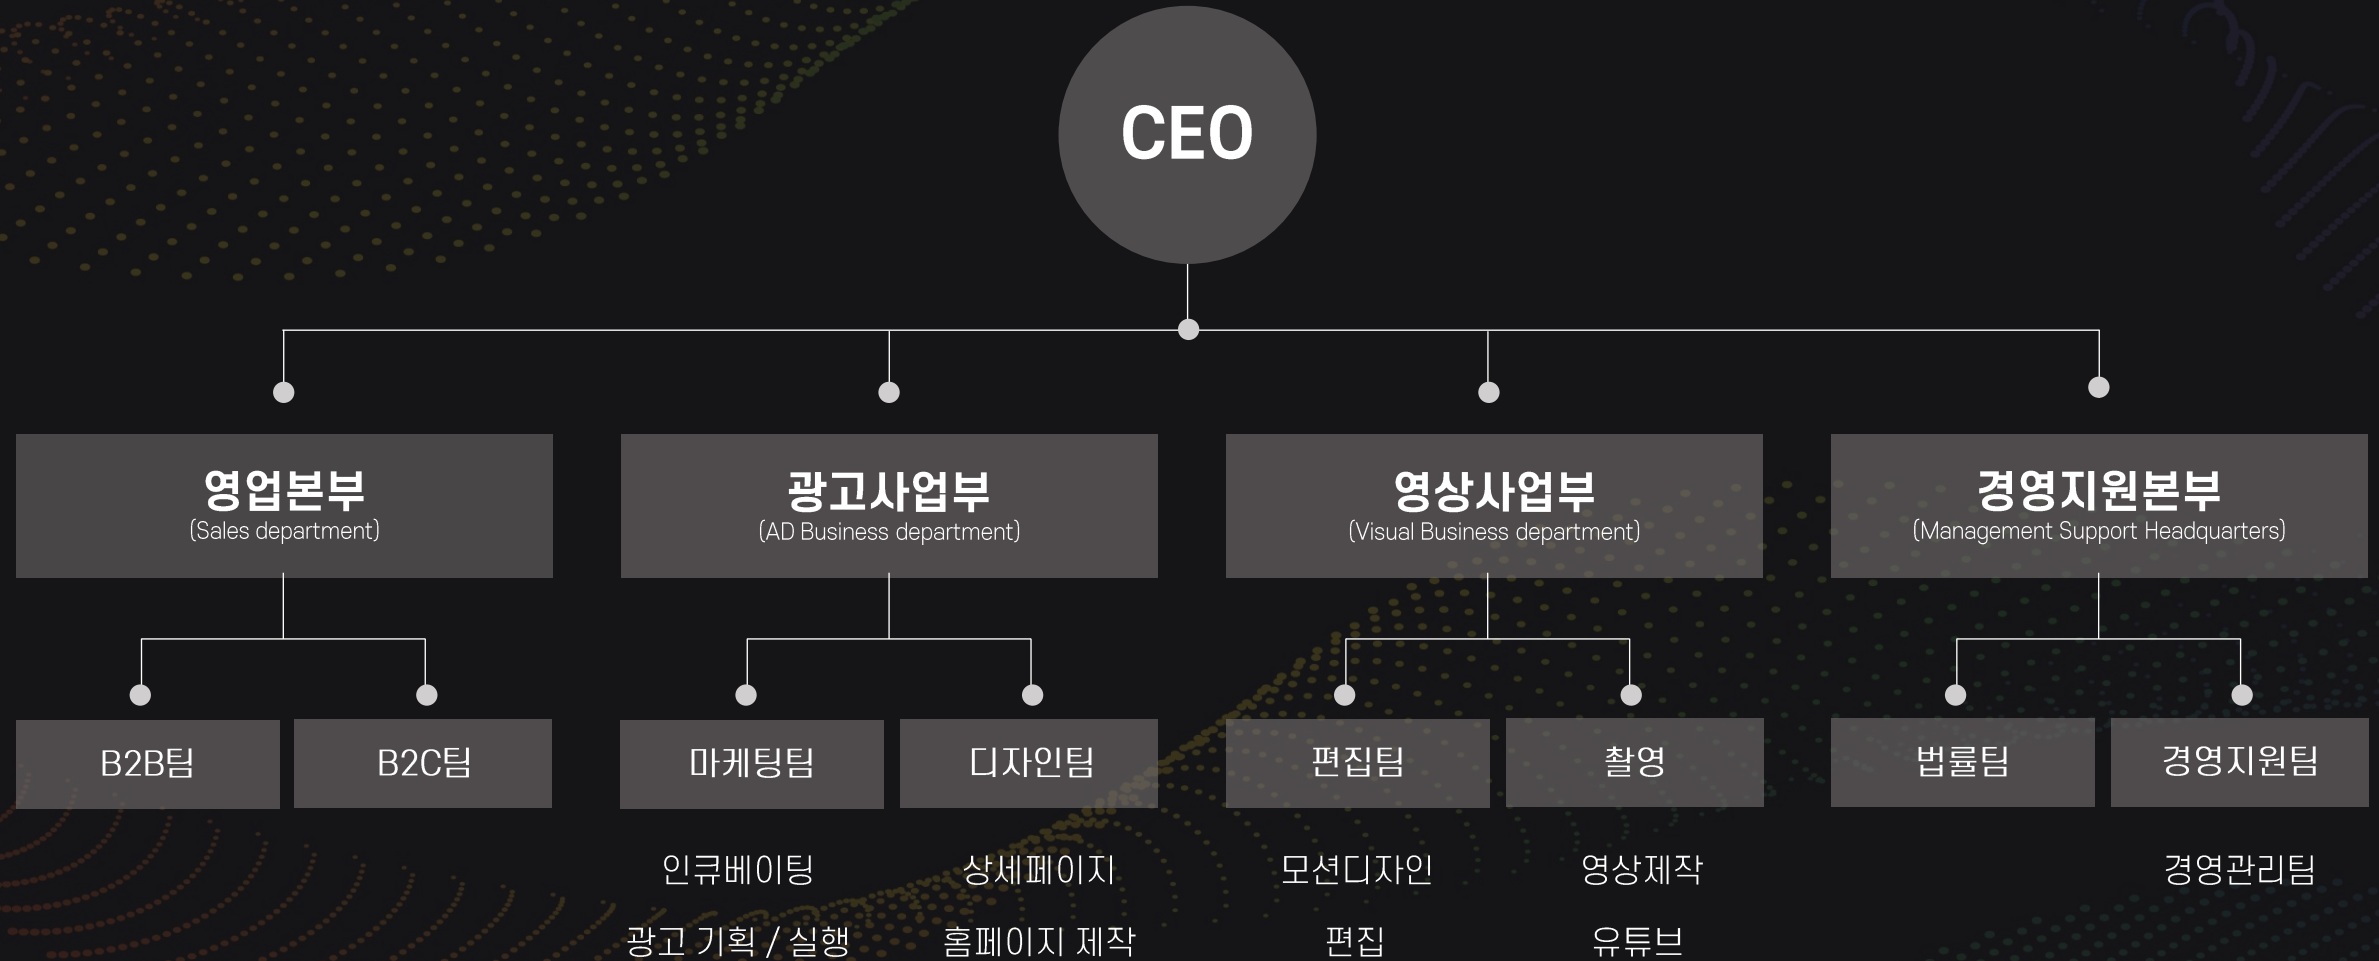 CEO
영업본부
(Sales department)
광고사업부
(AD Business department)
영상사업부
(Visual Business department)
경영지원본부
(Management Support Headquarters)
B2B팀
B2C팀
마케팅팀
디자인팀
편집팀
촬영
법률팀
경영지원팀
인큐베이팅
상세페이지
모션디자인
영상제작
경영관리팀
광고 기획 / 실행
홈페이지 제작
편집
유튜브